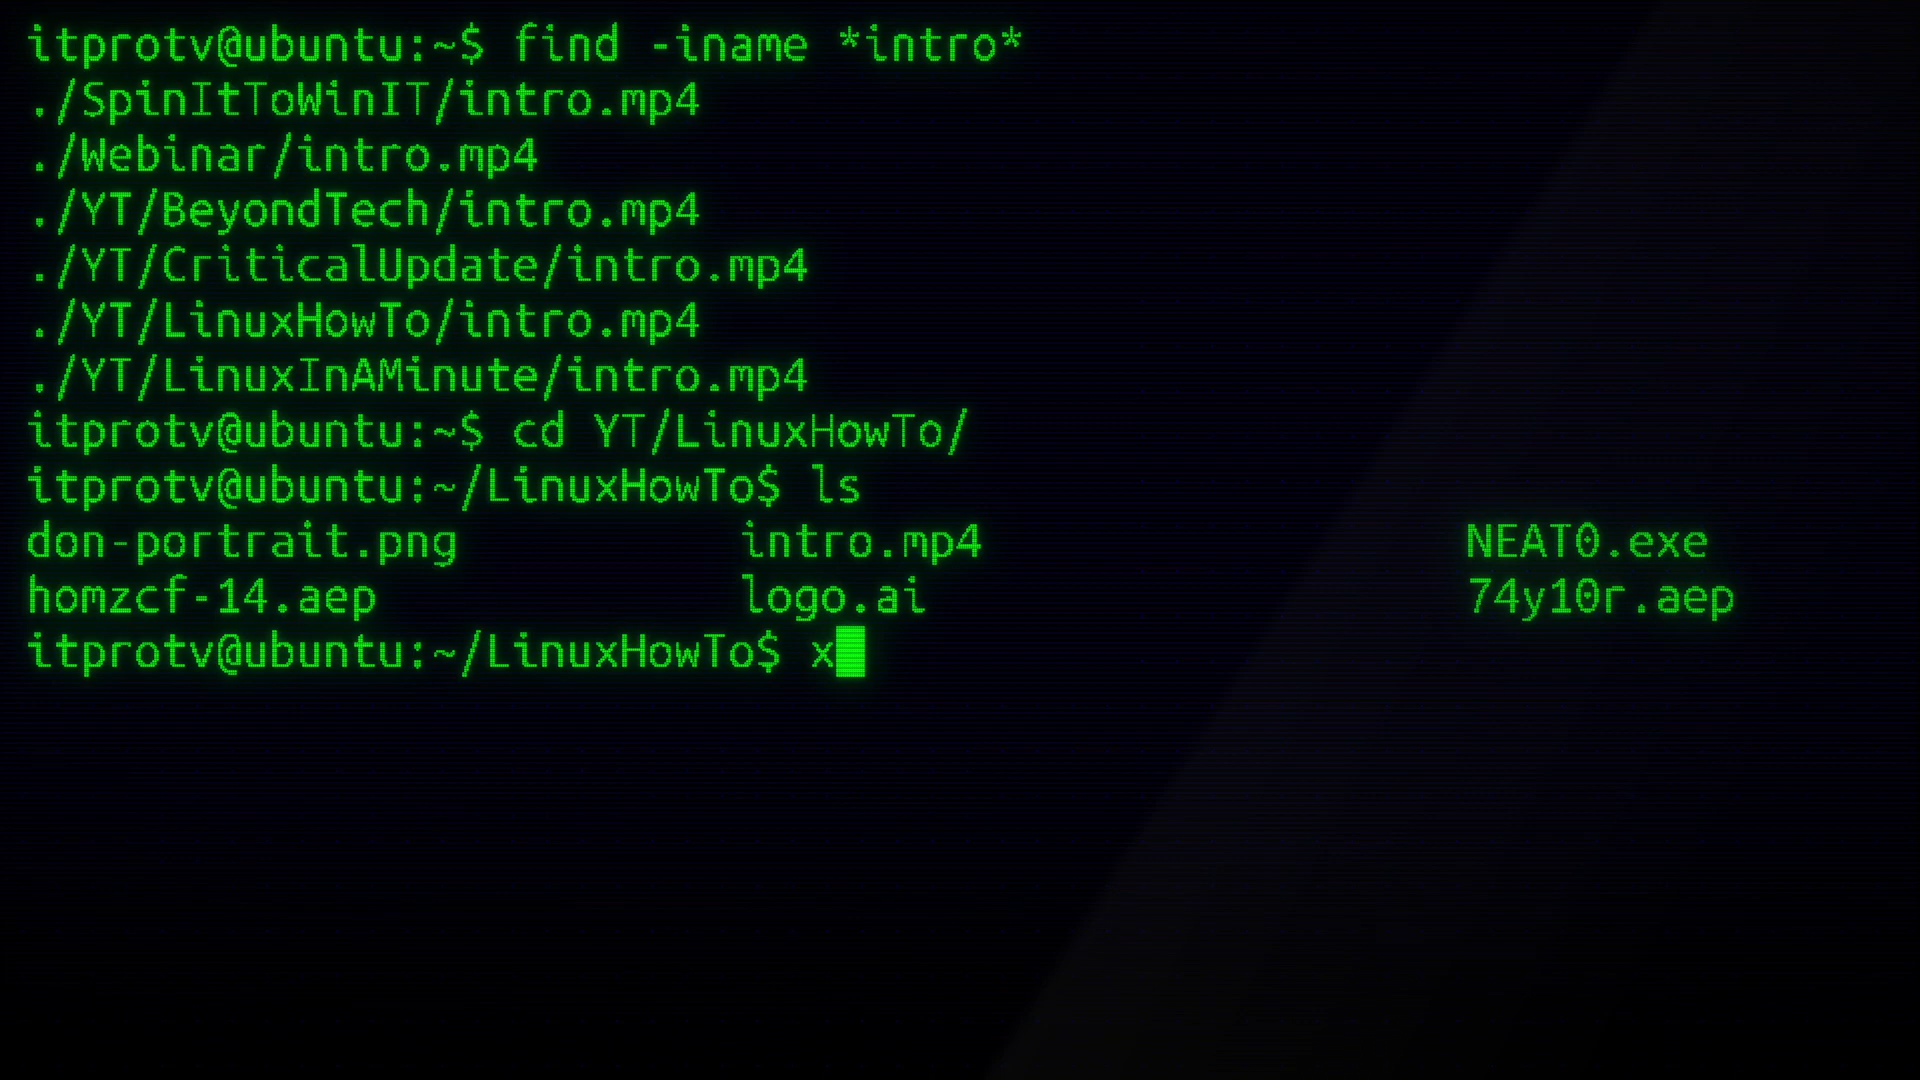 itprotv@ubuntu:~$ find -iname *intro*
./SpinItToWinIT/intro.mp4
./Webinar/intro.mp4
./YT/BeyondTech/intro.mp4
./YT/CriticalUpdate/intro.mp4
./YT/LinuxHowTo/intro.mp4
./YT/LinuxInAMinute/intro.mp4
itprotv@ubuntu:~$ cd YT/LinuxHowTo/
itprotv@ubuntu:~/LinuxHowTo$ ls
don-portrait.png intro.mp4 NEAT0.exe
homzcf-14.aep logo.ai 74y10r.aep
itprotv@ubuntu:~/LinuxHowTo$ x